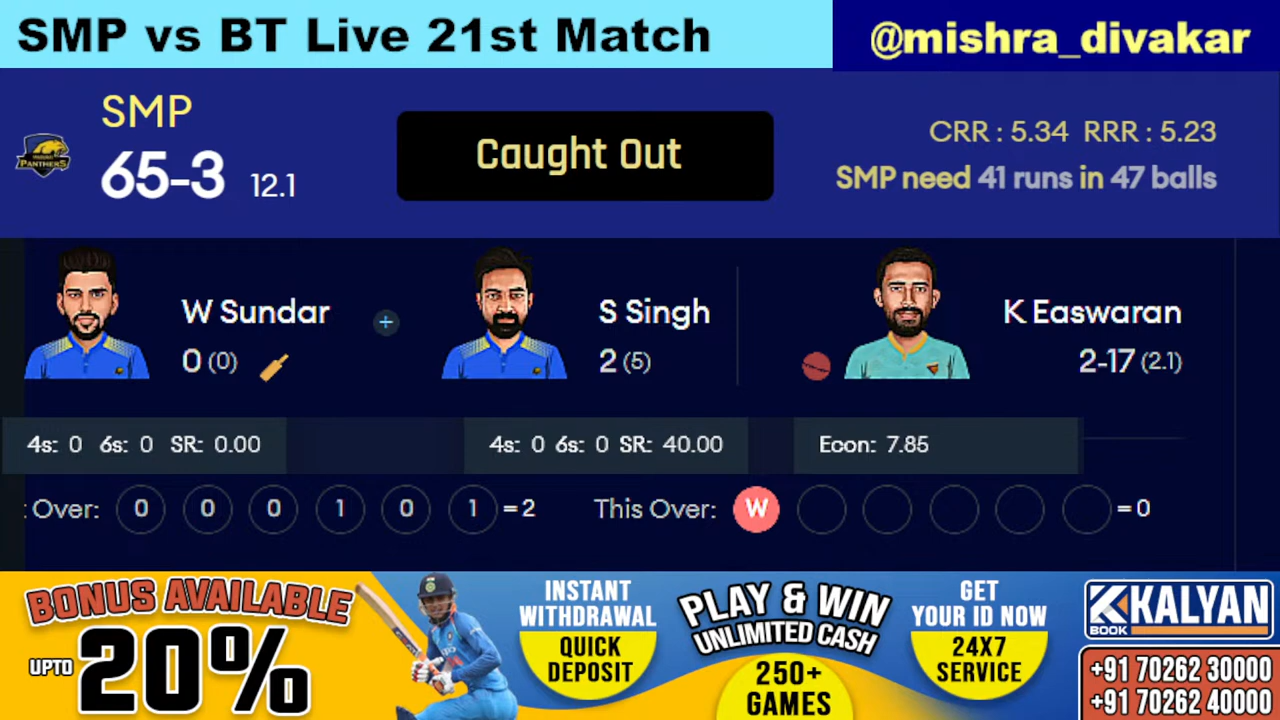 SMP vs BT Live 21st Match
@mishra_divakar
SMP
65-3 12.1
PANTHERS
Caught Out
CRR : 5.34 RRR : 5.23
SMP need 41 runs in 47 balls
W Sundar
0 (0)
+
S Singh
2 (5)
K Easwaran
2-17 (2.1)
4s: 0 6s: 0 SR: 0.00
4s: 0 6s: 0 SR: 40.00
Econ: 7.85
: Over: 0 0 0 1 0 1 = 2
This Over: W = 0
BONUS AVAILABLE
UPTO 20%
INSTANT
WITHDRAWAL
QUICK
DEPOSIT
PLAY & WIN
UNLIMITED CASH
250+
GAMES
GET
YOUR ID NOW
24X7
SERVICE
KALYAN
BOOK
+91 70262 30000
+91 70262 40000